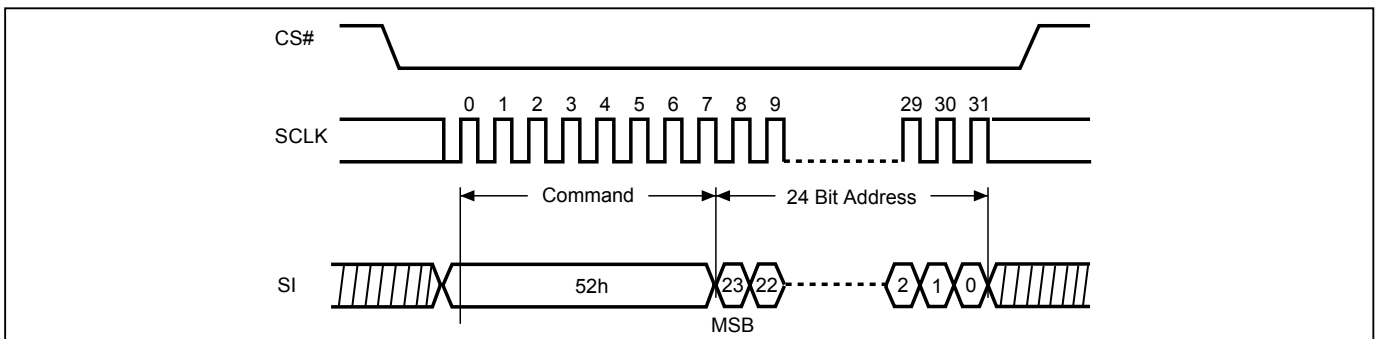 CS#
0 1 2 3 4 5 6 7 8 9 29 30 31
SCLK
Command 24 Bit Address
SI 52h 23 22 2 1 0
MSB